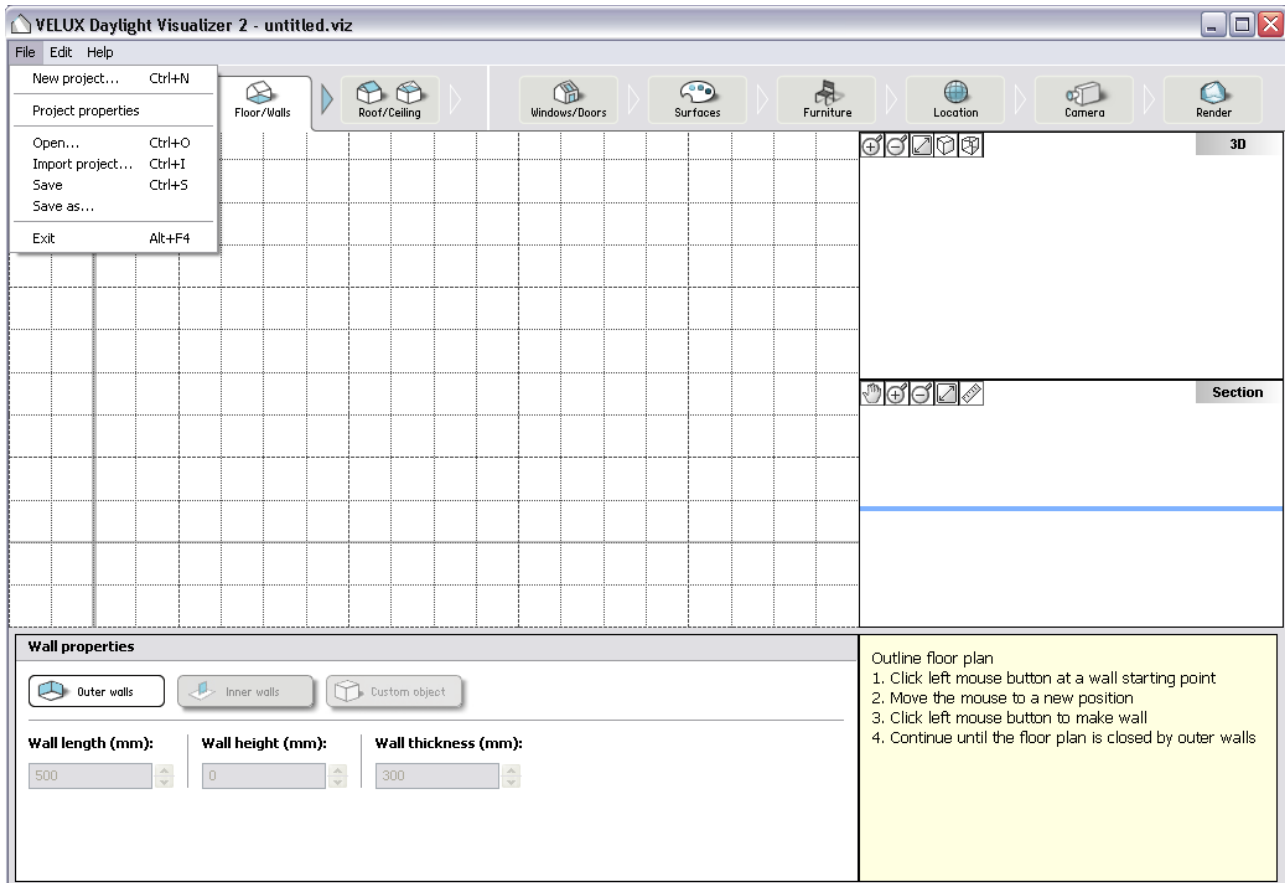 VELUX Daylight Visualizer 2 - untitled.viz
File Edit Help
New project... Ctrl+N
Project properties
Open... Ctrl+O
Import project... Ctrl+I
Save Ctrl+S
Save as...
Exit Alt+F4
Floor/Walls Roof/Ceiling Windows/Doors Surfaces Furniture Location Camera Render
3D
Section
Wall properties
Outer walls Inner walls Custom object
Wall length (mm): Wall height (mm): Wall thickness (mm):
500 0 300
Outline floor plan
1. Click left mouse button at a wall starting point
2. Move the mouse to a new position
3. Click left mouse button to make wall
4. Continue until the floor plan is closed by outer walls